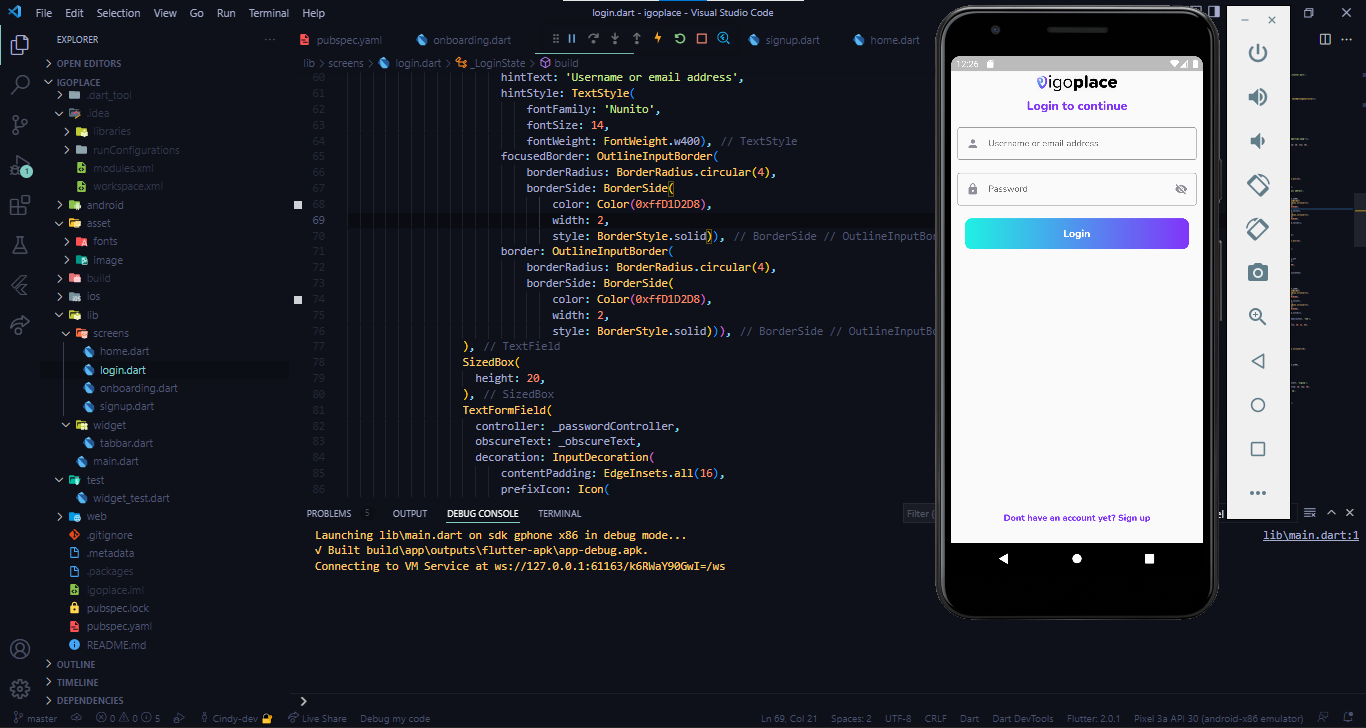 File Edit Selection View Go Run Terminal Help
login.dart - igoplace - Visual Studio Code
EXPLORER
OPEN EDITORS
IGOPLACE
.dart_tool
.idea
libraries
runConfigurations
modules.xml
workspace.xml
android
asset
fonts
image
build
ios
lib
screens
home.dart
login.dart
onboarding.dart
signup.dart
widget
tabbar.dart
main.dart
test
widget_test.dart
web
.gitignore
.metadata
.packages
igoplace.iml
pubspec.lock
pubspec.yaml
README.md
OUTLINE
TIMELINE
DEPENDENCIES
1
pubspec.yaml onboarding.dart signup.dart home.dart
lib > screens > login.dart > _LoginState > build
60 hintText: 'Username or email address',
61 hintStyle: TextStyle(
62 fontFamily: 'Nunito',
63 fontSize: 14,
64 fontWeight: FontWeight.w400), // TextStyle
65 focusedBorder: OutlineInputBorder(
66 borderRadius: BorderRadius.circular(4),
67 borderSide: BorderSide(
68 color: Color(0xffD1D2D8),
69 width: 2,
70 style: BorderStyle.solid)), // BorderSide // OutlineInputBor
71 border: OutlineInputBorder(
72 borderRadius: BorderRadius.circular(4),
73 borderSide: BorderSide(
74 color: Color(0xffD1D2D8),
75 width: 2,
76 style: BorderStyle.solid))), // BorderSide // OutlineInputBo
77 ), // TextField
78 SizedBox(
79 height: 20,
80 ), // SizedBox
81 TextFormField(
82 controller: _passwordController,
83 obscureText: _obscureText,
84 decoration: InputDecoration(
85 contentPadding: EdgeInsets.all(16),
86 prefixIcon: Icon(
PROBLEMS 5 OUTPUT DEBUG CONSOLE TERMINAL
Filter (
Launching lib\main.dart on sdk gphone x86 in debug mode...
lib\main.dart:1
√ Built build\app\outputs\flutter-apk\app-debug.apk.
Connecting to VM Service at ws://127.0.0.1:61163/k6RWaY90GwI=/ws
12:26
igoplace
Login to continue
Username or email address
Password
Login
Dont have an account yet? Sign up
master 0 0 5 Cindy-dev Live Share Debug my code
Ln 69, Col 21 Spaces: 2 UTF-8 CRLF Dart Dart DevTools Flutter: 2.0.1 Pixel 3a API 30 (android-x86 emulator)